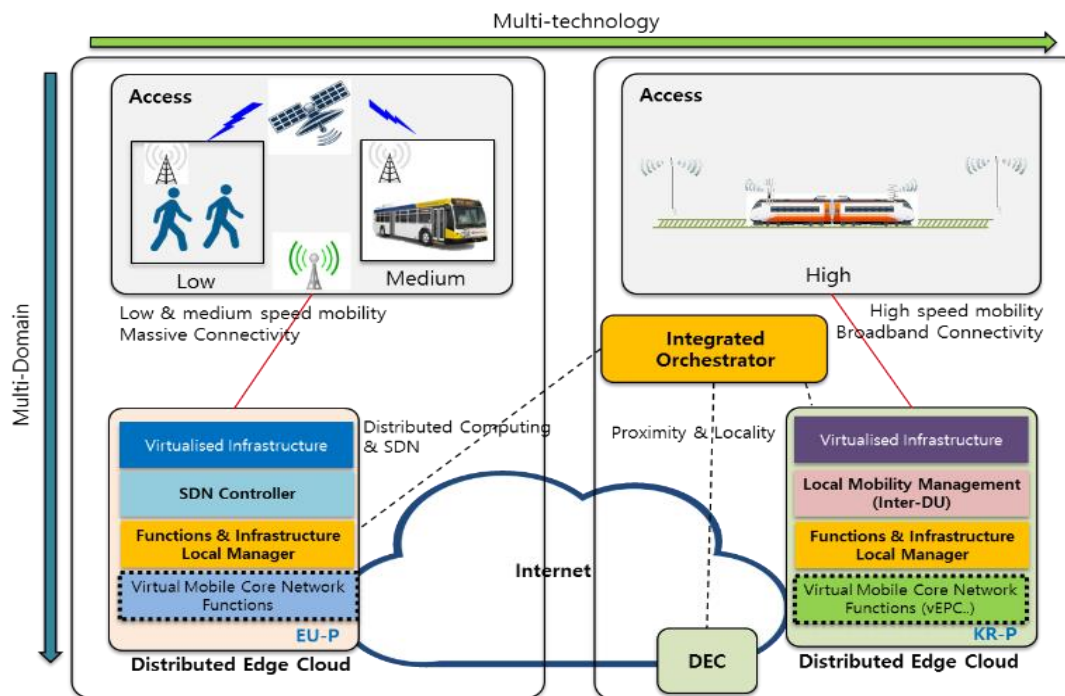 Multi-technology
Multi-Domain
Access
Low
Medium
Low & medium speed mobility
Massive Connectivity
Access
High
High speed mobility
Broadband Connectivity
Integrated
Orchestrator
Distributed Computing
& SDN
Proximity & Locality
Virtualised Infrastructure
SDN Controller
Functions & Infrastructure
Local Manager
Virtual Mobile Core Network
Functions
EU-P
Distributed Edge Cloud
Internet
DEC
Virtualised Infrastructure
Local Mobility Management
(Inter-DU)
Functions & Infrastructure
Local Manager
Virtual Mobile Core Network
Functions (vEPC..)
KR-P
Distributed Edge Cloud